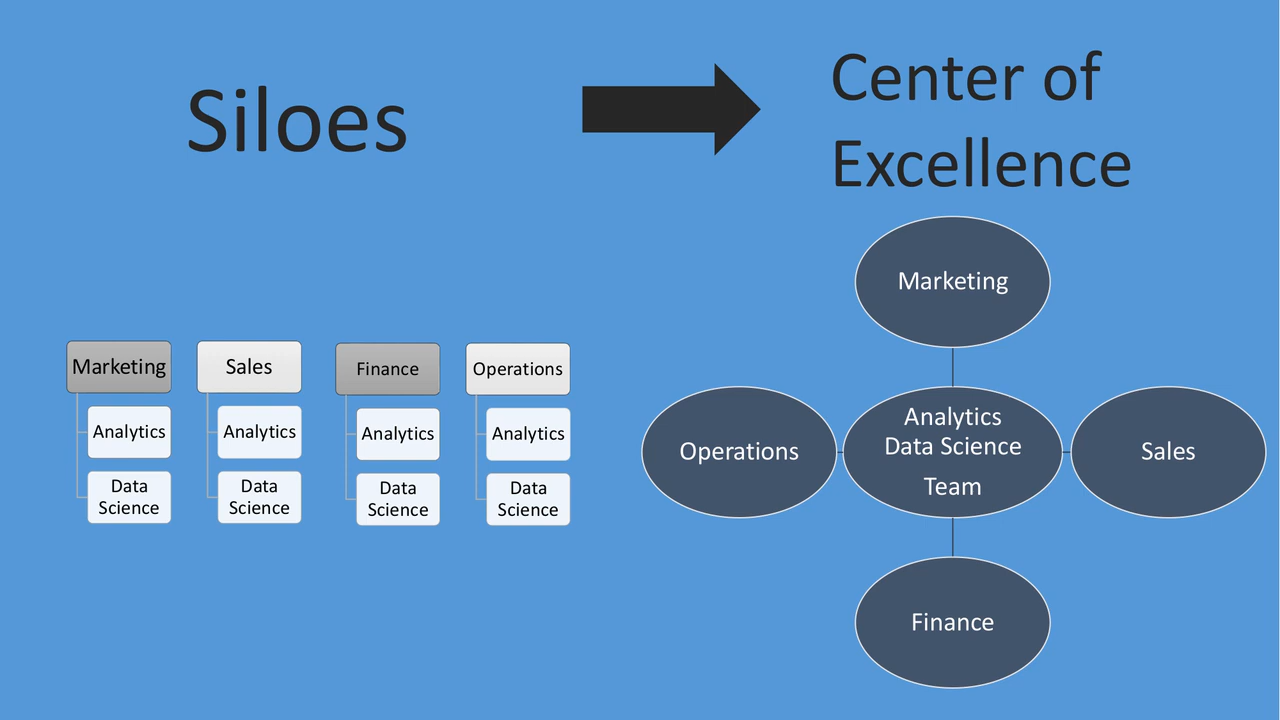 Siloes
Center of
Excellence
Marketing
Analytics
Data
Science
Sales
Analytics
Data
Science
Finance
Analytics
Data
Science
Operations
Analytics
Data
Science
Marketing
Operations
Analytics
Data Science
Team
Sales
Finance